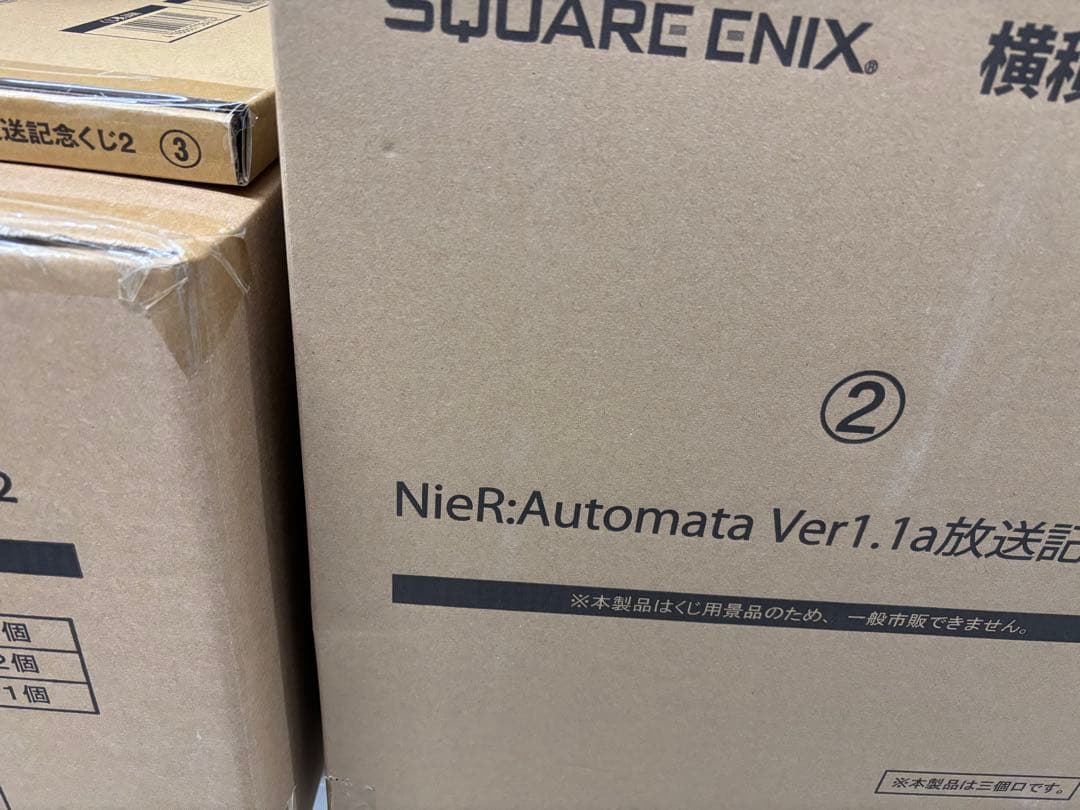 送記念くじ2 ③
2
個
2個
1個
SQUARE ENIX®
横積
②
NieR:Automata Ver1.1a放送記
※本製品はくじ用景品のため、一般市販できません。
※本製品は三個口です。